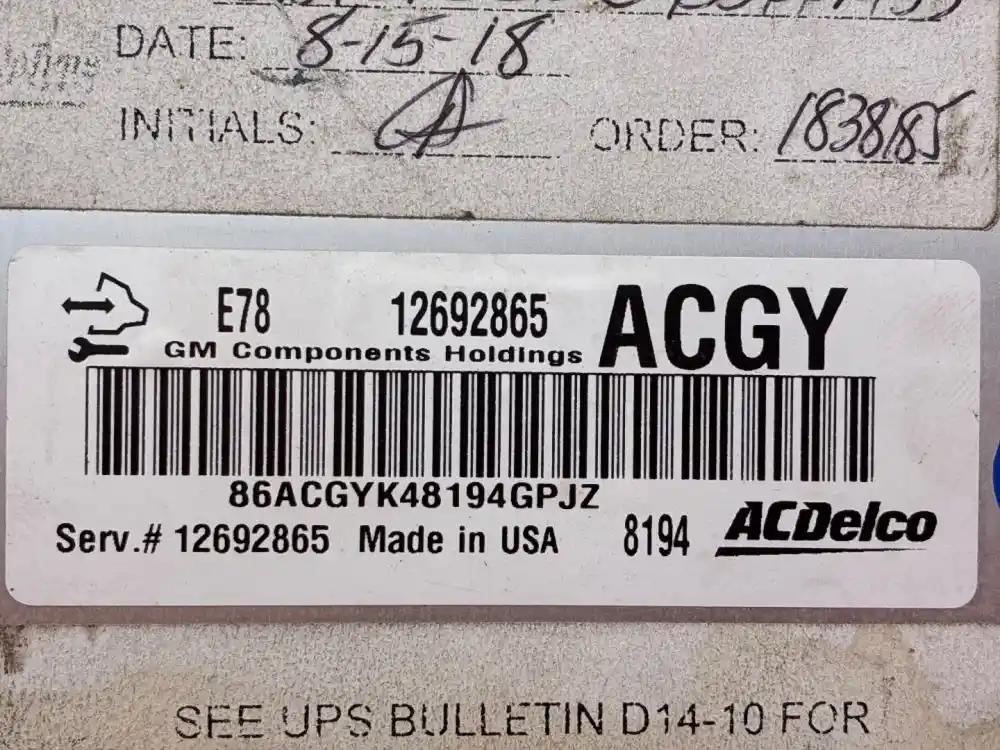 DATE: 8-15-18
INITIALS: ORDER: 183885
E78 12692865 ACGY
GM Components Holdings
86ACGYK48194GPJZ
Serv.# 12692865 Made in USA 8194 ACDelco
SEE UPS BULLETIN D14-10 FOR